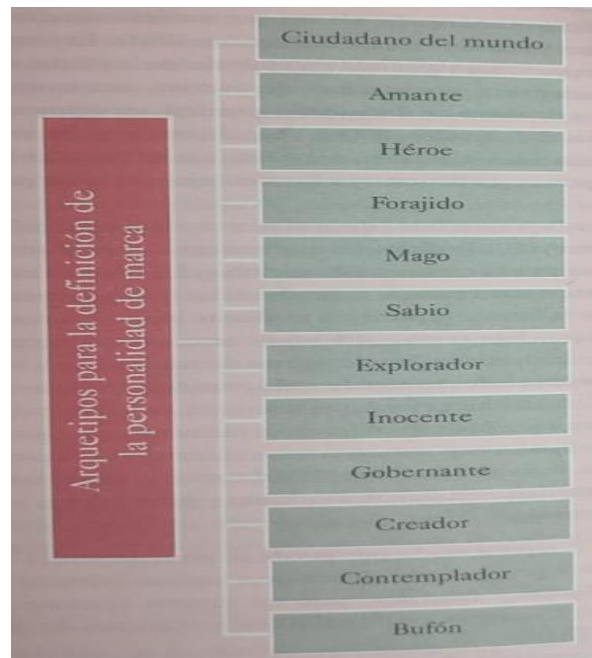 Arquetipos para la definición de
la personalidad de marca
Ciudadano del mundo
Amante
Héroe
Forajido
Mago
Sabio
Explorador
Inocente
Gobernante
Creador
Contemplador
Bufón